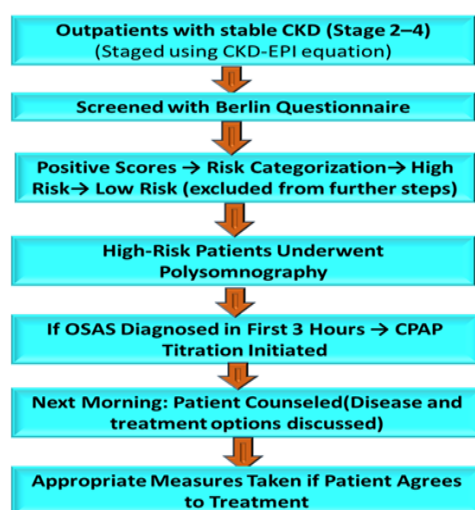 Outpatients with stable CKD (Stage 2–4)
(Staged using CKD-EPI equation)
Screened with Berlin Questionnaire
Positive Scores → Risk Categorization→ High
Risk→ Low Risk (excluded from further steps)
High-Risk Patients Underwent
Polysomnography
If OSAS Diagnosed in First 3 Hours → CPAP
Titration Initiated
Next Morning: Patient Counseled(Disease and
treatment options discussed)
Appropriate Measures Taken if Patient Agrees
to Treatment